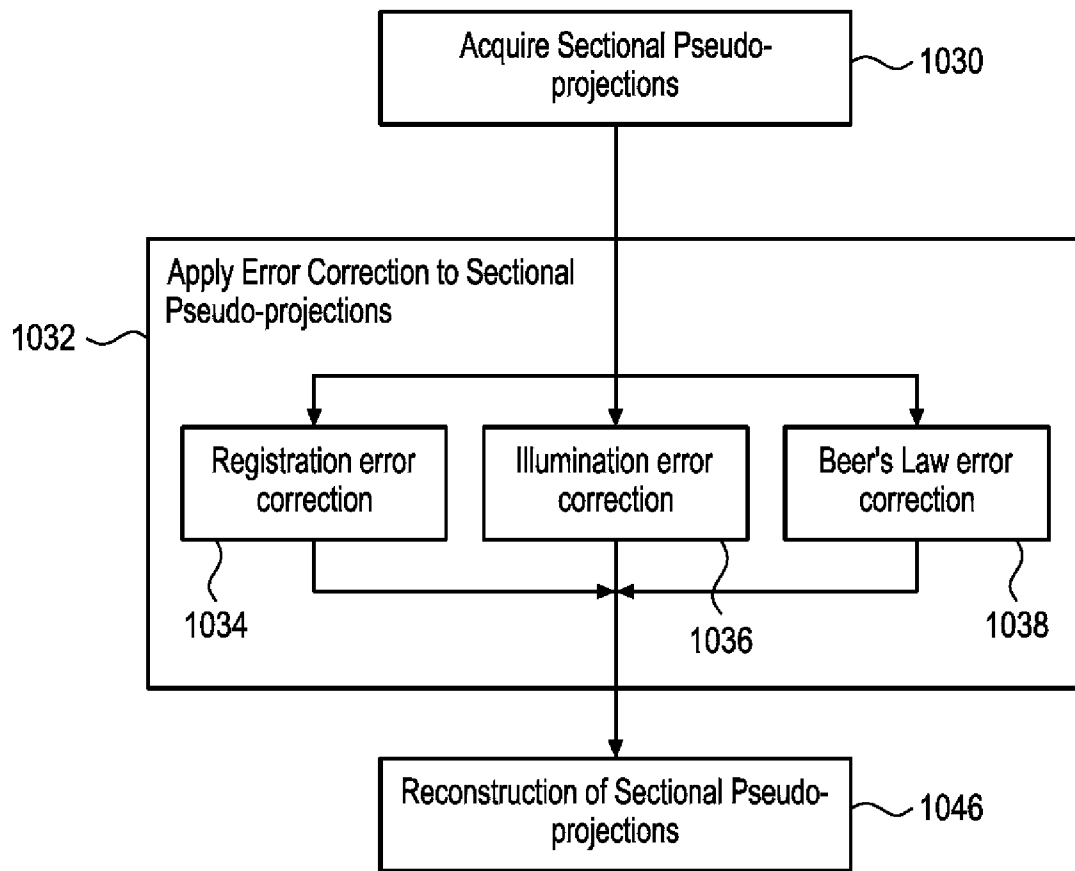 Acquire Sectional Pseudo-
projections
1030
Apply Error Correction to Sectional
Pseudo-projections
1032
Registration error
correction
Illumination error
correction
Beer's Law error
correction
1034
1036
1038
Reconstruction of Sectional Pseudo-
projections
1046